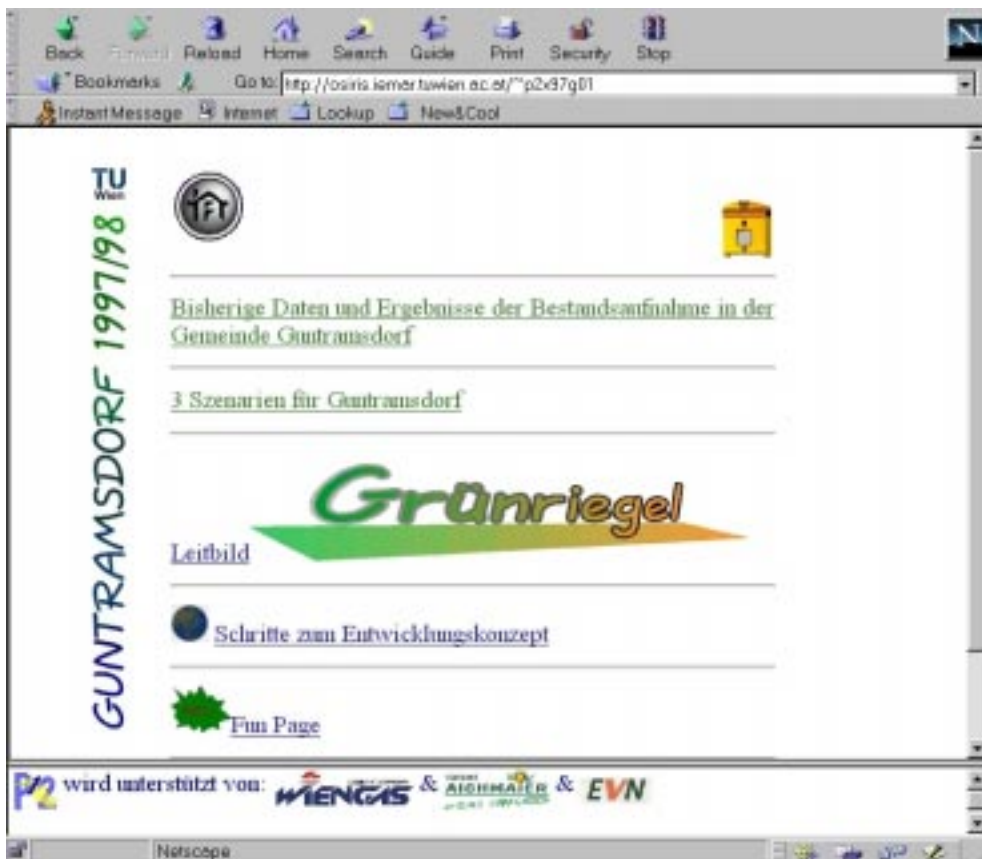 Back Forward Reload Home Search Guide Print Security Stop
N
Bookmarks Go to: http://osiris.iemar.tuwien.ac.at/~p2x97g01
Instant Message Internet Lookup New&Cool
TU
Wien
GUNTRAMSDORF 1997/98
Bisherige Daten und Ergebnisse der Bestandsaufnahme in der
Gemeinde Guntramsdorf
3 Szenarien für Guntramsdorf
Grünriegel
Leitbild
Schritte zum Entwicklungskonzept
Fun Page
P2 wird unterstützt von: WIENGAS & AICHMAIER & EVN
Netscape